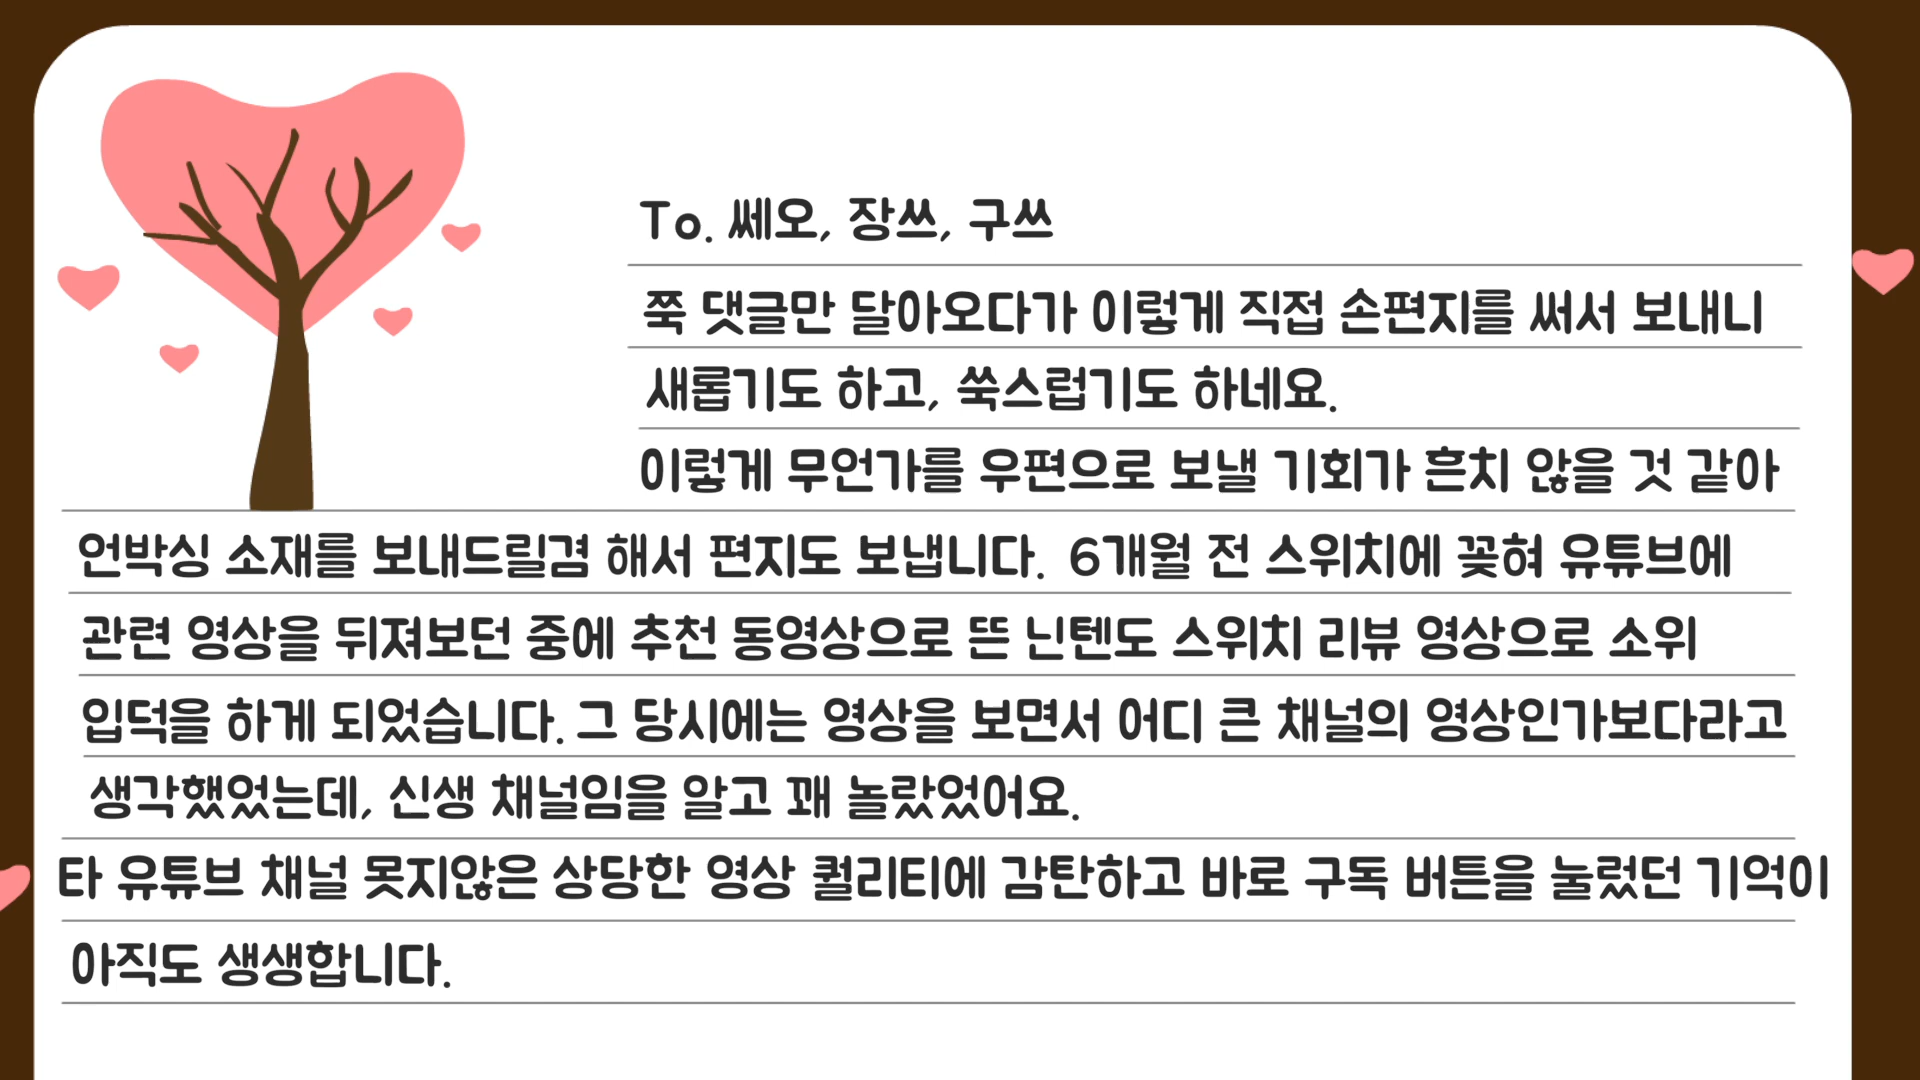 To. 쎄오, 장쓰, 구쓰
쭉 댓글만 달아오다가 이렇게 직접 손편지를 써서 보내니
새롭기도 하고, 쑥스럽기도 하네요.
이렇게 무언가를 우편으로 보낼 기회가 흔치 않을 것 같아
언박싱 소재를 보내드릴겸 해서 편지도 보냅니다. 6개월 전 스위치에 꽂혀 유튜브에
관련 영상을 뒤져보던 중에 추천 동영상으로 뜬 닌텐도 스위치 리뷰 영상으로 소위
입덕을 하게 되었습니다. 그 당시에는 영상을 보면서 어디 큰 채널의 영상인가보다라고
생각했었는데, 신생 채널임을 알고 꽤 놀랐었어요.
타 유튜브 채널 못지않은 상당한 영상 퀄리티에 감탄하고 바로 구독 버튼을 눌렀던 기억이
아직도 생생합니다.